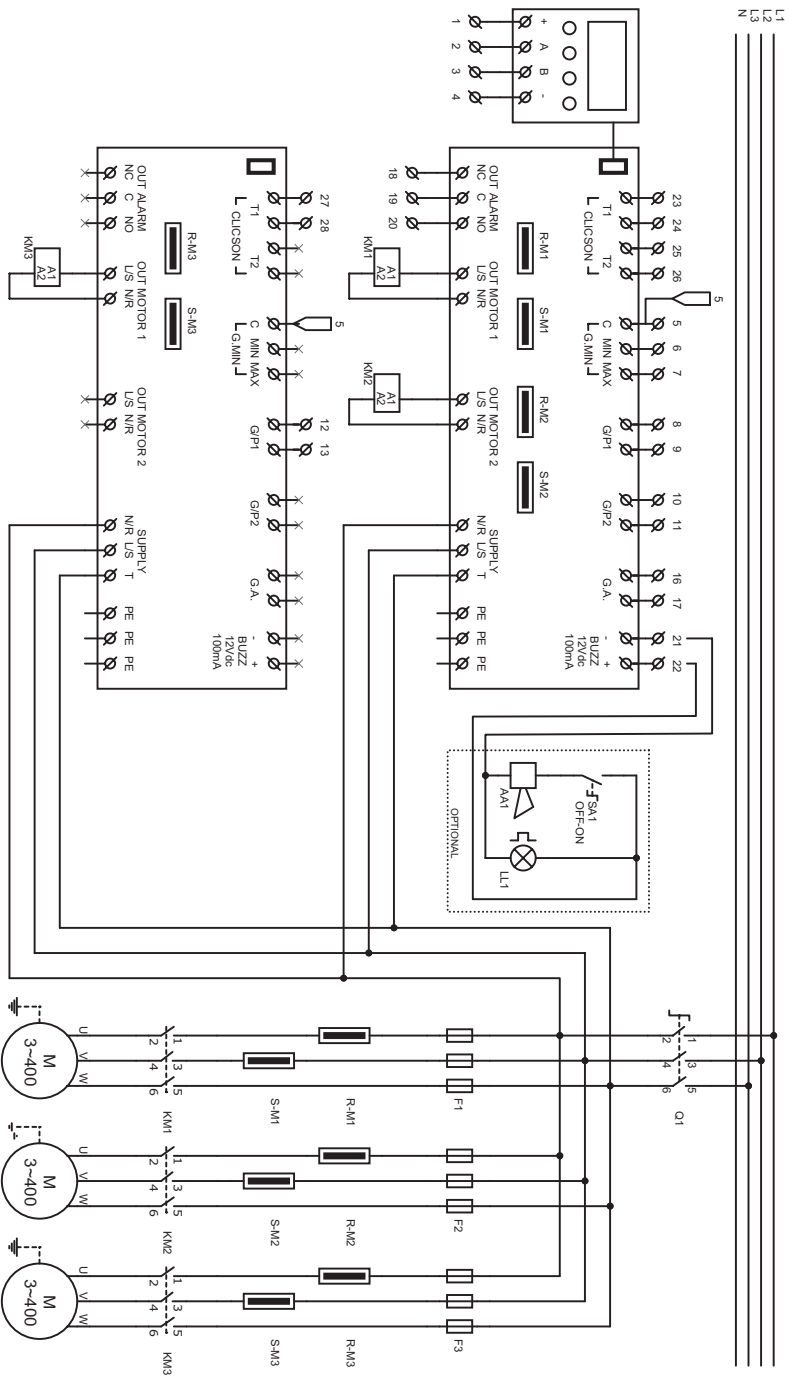 L1
L2
L3
N
+ A B -
1 2 3 4
23 24 25 26 5 6 7 8 9 10 11 16 17 21 22
5
T1 T2 C MIN MAX G/P1 G/P2 G.A. - +
CLICSON G.MIN BUZZ
12Vdc
100mA
R-M1 S-M1 R-M2 S-M2
OUT ALARM OUT MOTOR 1 OUT MOTOR 2 SUPPLY
NC C NO L/S N/R L/S N/R N/R L/S T PE PE PE
18 19 20
A1
A2
KM1
A1
A2
KM2
SA1
OFF-ON
AA1
LL1
OPTIONAL
27 28 5 12 13
T1 T2 C MIN MAX G/P1 G/P2 G.A. - +
CLICSON G.MIN BUZZ
12Vdc
100mA
R-M3 S-M3
OUT ALARM OUT MOTOR 1 OUT MOTOR 2 SUPPLY
NC C NO L/S N/R L/S N/R N/R L/S T PE PE PE
A1
A2
KM3
1 3 5
2 4 6
Q1
F1 F2 F3
R-M1 R-M2 R-M3
S-M1 S-M2 S-M3
1 3 5 1 3 5 1 3 5
2 4 6 2 4 6 2 4 6
KM1 KM2 KM3
U V W U V W U V W
M M M
3~400 3~400 3~400